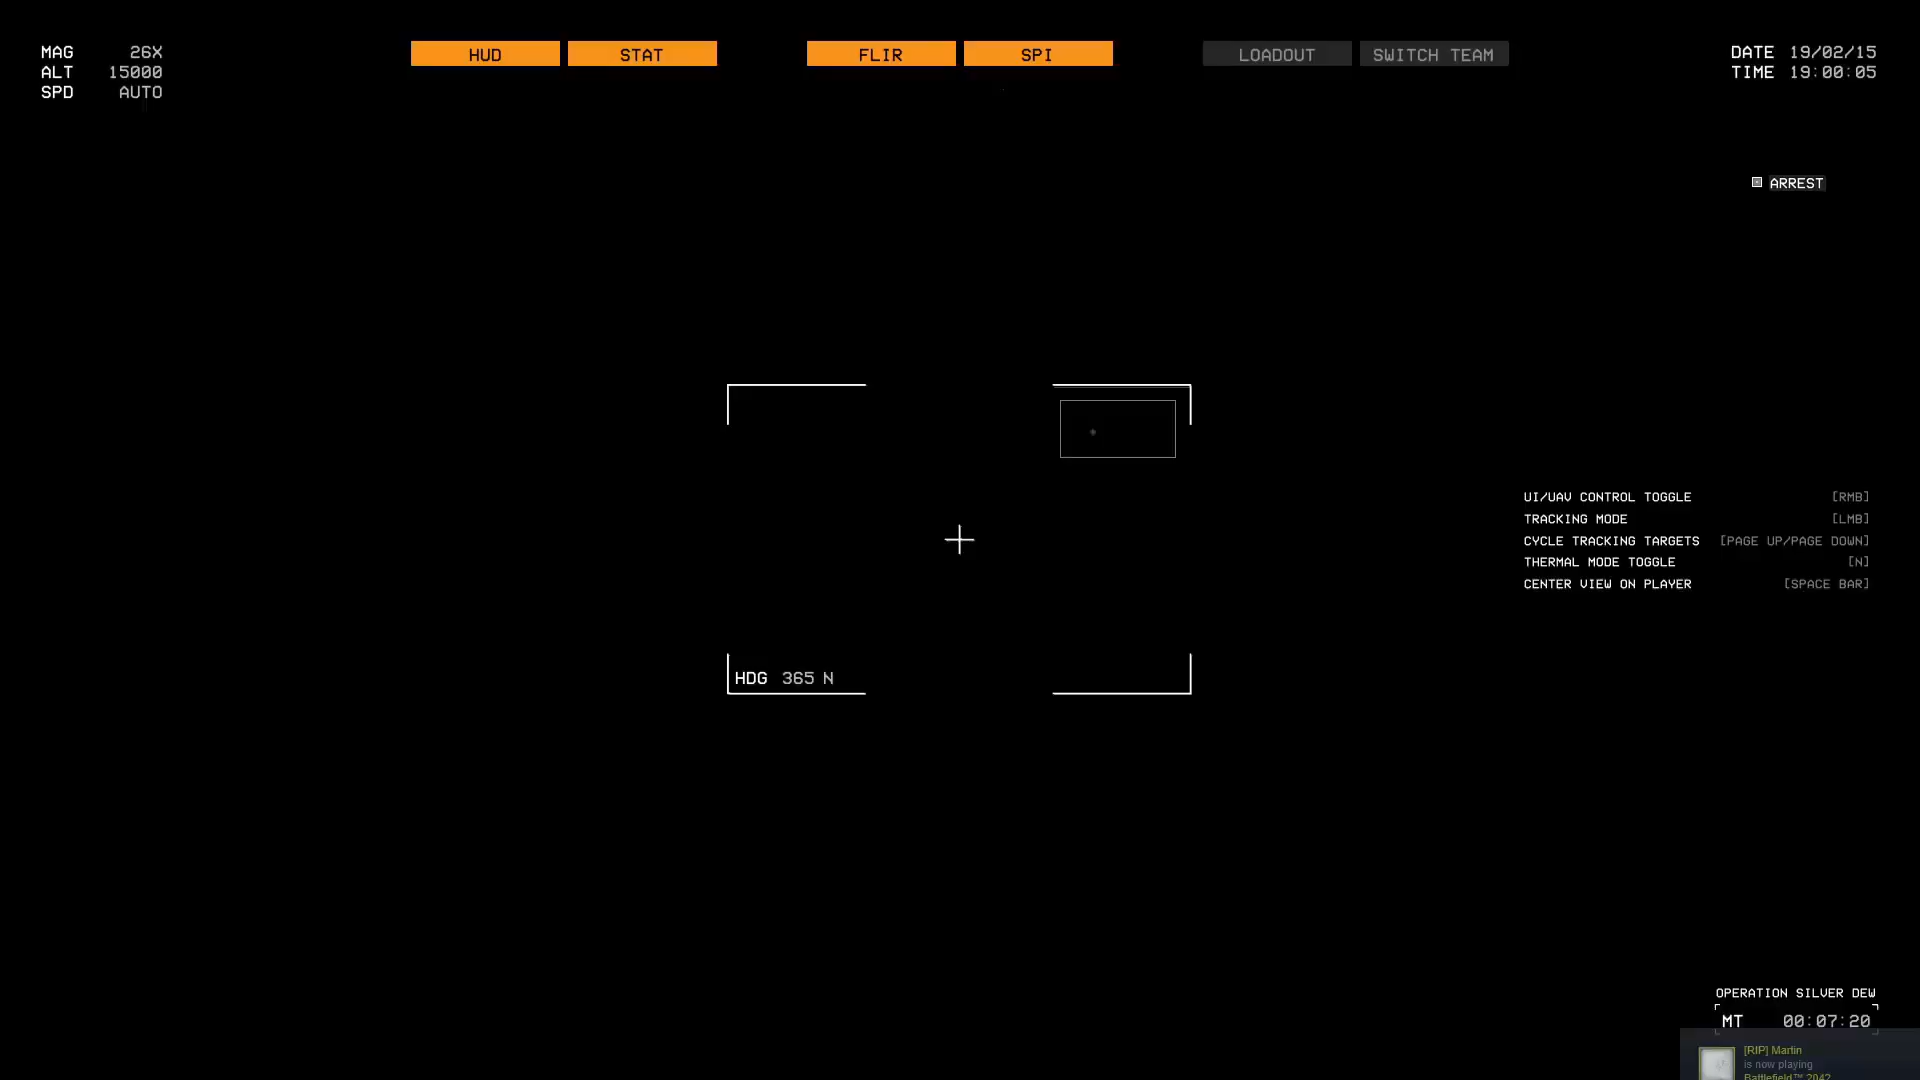 MAG 26X
ALT 15000
SPD AUTO
HUD
STAT
FLIR
SPI
LOADOUT
SWITCH TEAM
DATE 19/02/15
TIME 19:00:05
ARREST
UI/UAV CONTROL TOGGLE [RMB]
TRACKING MODE [LMB]
CYCLE TRACKING TARGETS [PAGE UP/PAGE DOWN]
THERMAL MODE TOGGLE [N]
CENTER VIEW ON PLAYER [SPACE BAR]
HDG 365 N
OPERATION SILVER DEW
MT 00:07:20
[RIP] Martin
is now playing
Battlefield™ 2042